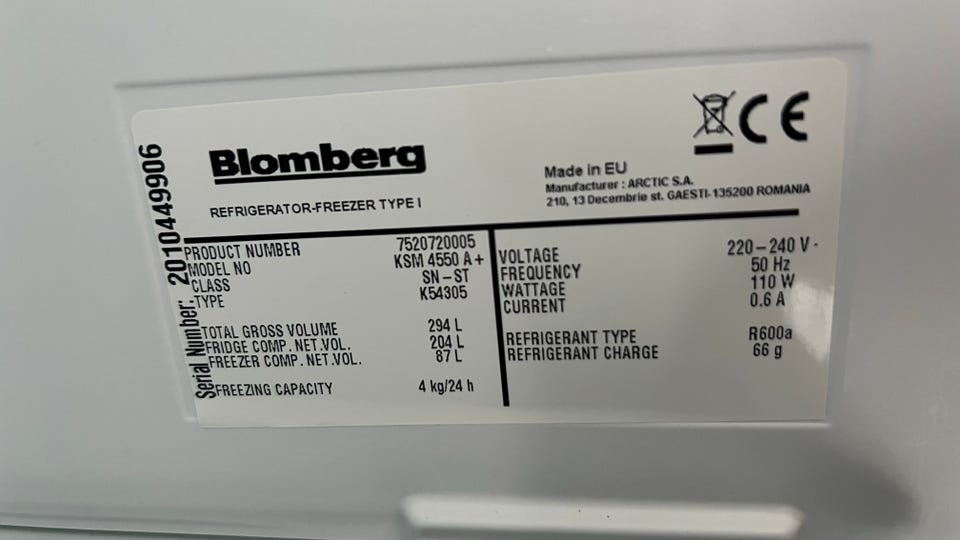 Blomberg
REFRIGERATOR-FREEZER TYPE I
CE
Made in EU
Manufacturer : ARCTIC S.A.
210, 13 Decembrie st. GAESTI-135200 ROMANIA
Serial Number: 2010449906
PRODUCT NUMBER 7520720005
MODEL NO KSM 4550 A+
CLASS SN-ST
TYPE K54305
TOTAL GROSS VOLUME 294 L
FRIDGE COMP. NET.VOL. 204 L
FREEZER COMP. NET.VOL. 87 L
FREEZING CAPACITY 4 kg/24 h
VOLTAGE 220-240 V-
FREQUENCY 50 Hz
WATTAGE 110 W
CURRENT 0.6 A
REFRIGERANT TYPE R600a
REFRIGERANT CHARGE 66 g